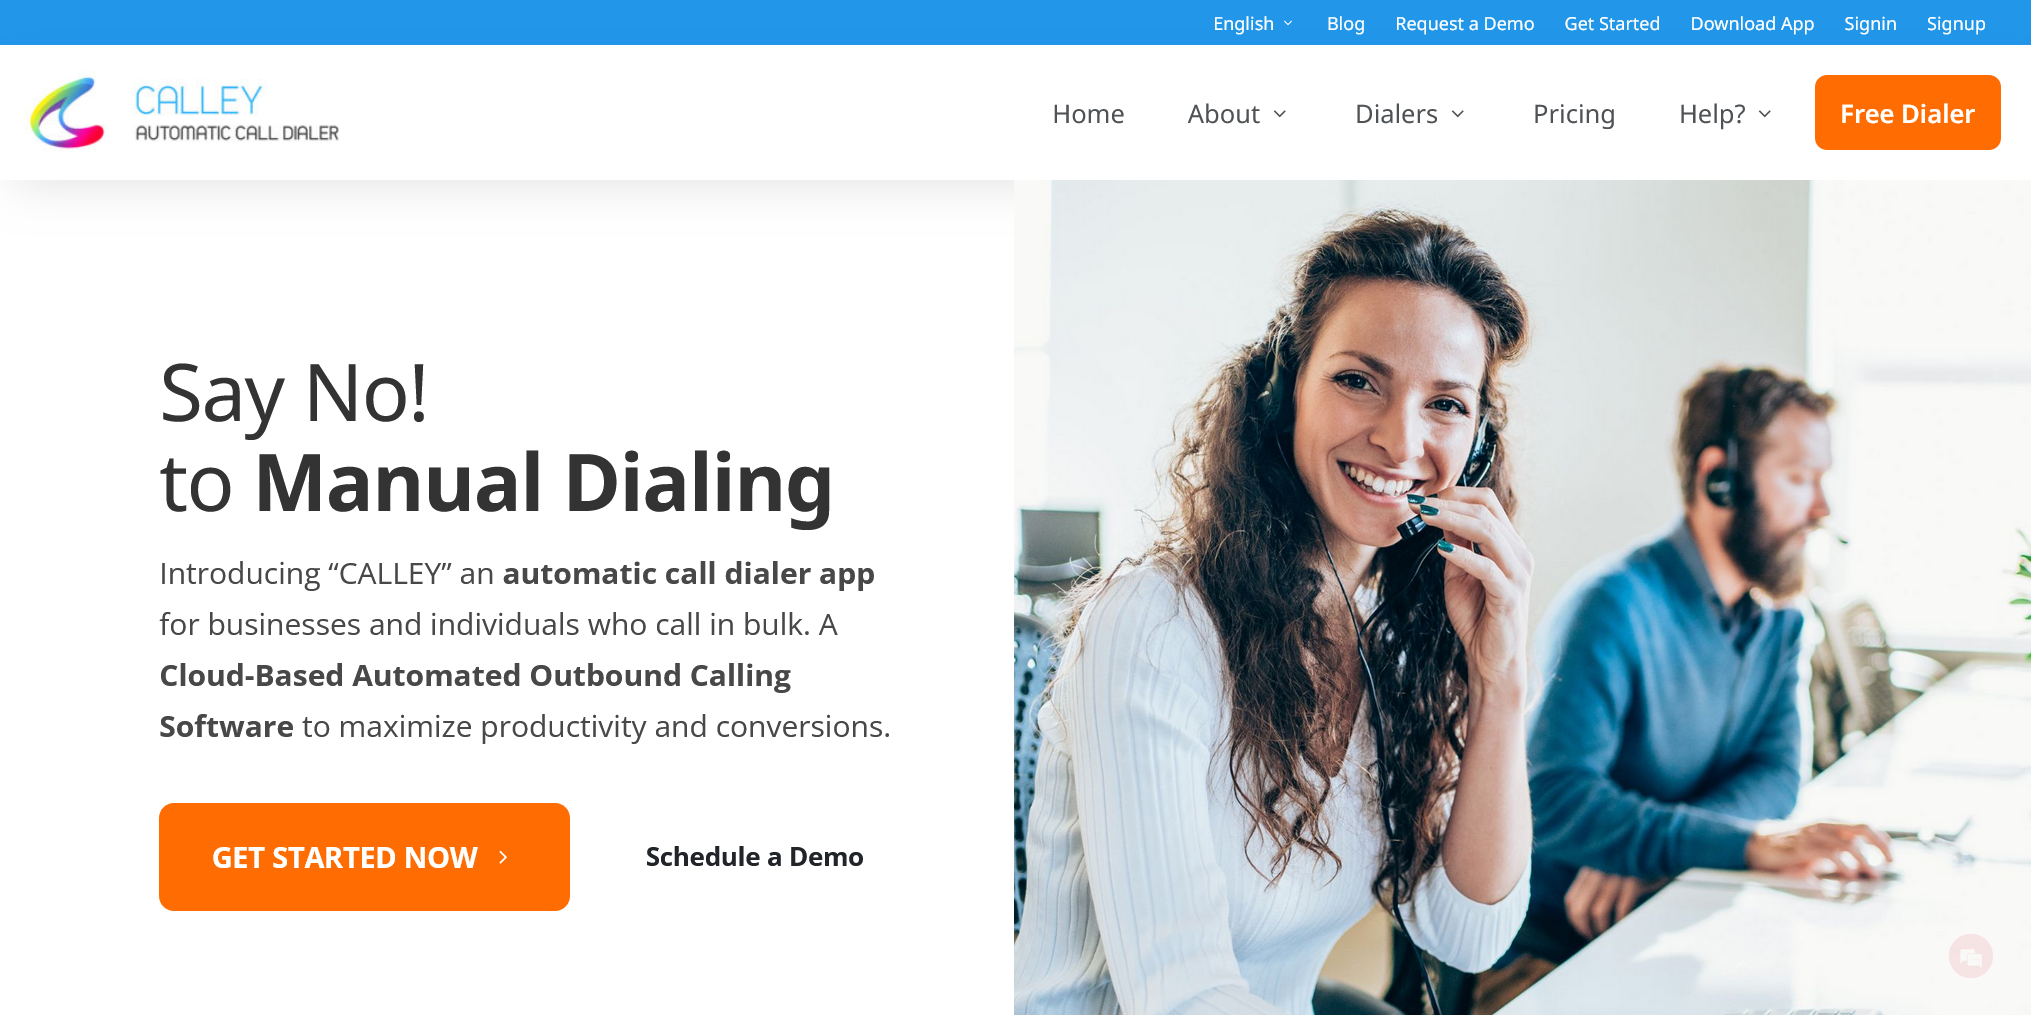 English Blog Request a Demo Get Started Download App Signin Signup
CALLEY
AUTOMATIC CALL DIALER
Home About Dialers Pricing Help? Free Dialer
Say No!
to Manual Dialing
Introducing “CALLEY” an automatic call dialer app
for businesses and individuals who call in bulk. A
Cloud-Based Automated Outbound Calling
Software to maximize productivity and conversions.
GET STARTED NOW
Schedule a Demo